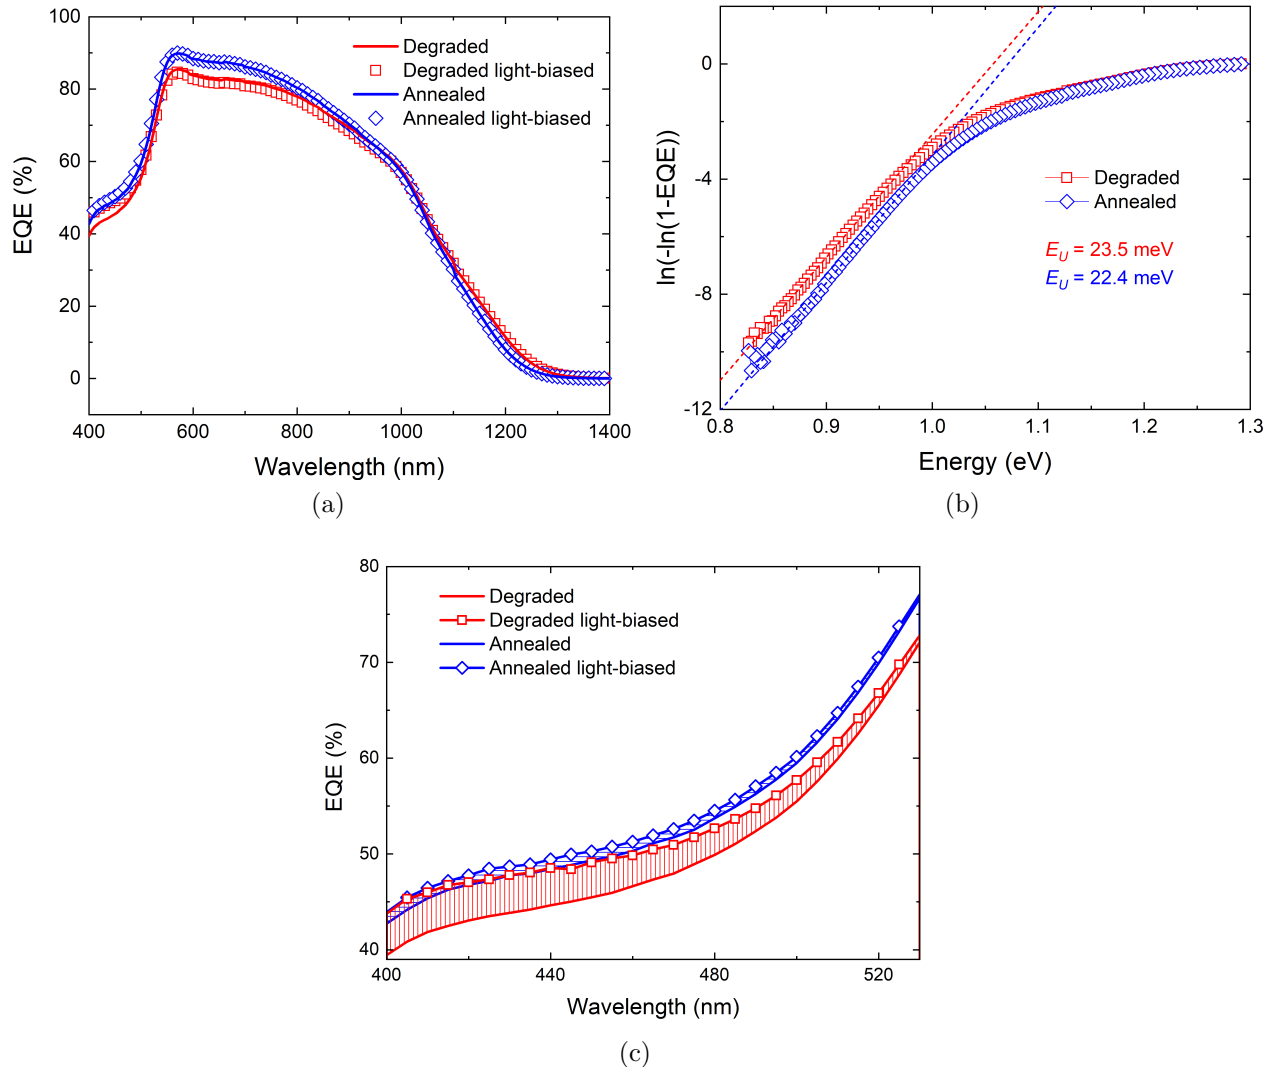 100
80
60
40
20
0
400
600
800
1000
1200
1400
EQE (%)
Wavelength (nm)
Degraded
Degraded light-biased
Annealed
Annealed light-biased
(a)
0
-4
-8
-12
0.8
0.9
1.0
1.1
1.2
1.3
ln(-ln(1-EQE))
Energy (eV)
Degraded
Annealed
E_U = 23.5 meV
E_U = 22.4 meV
(b)
80
70
60
50
40
400
440
480
520
EQE (%)
Wavelength (nm)
Degraded
Degraded light-biased
Annealed
Annealed light-biased
(c)